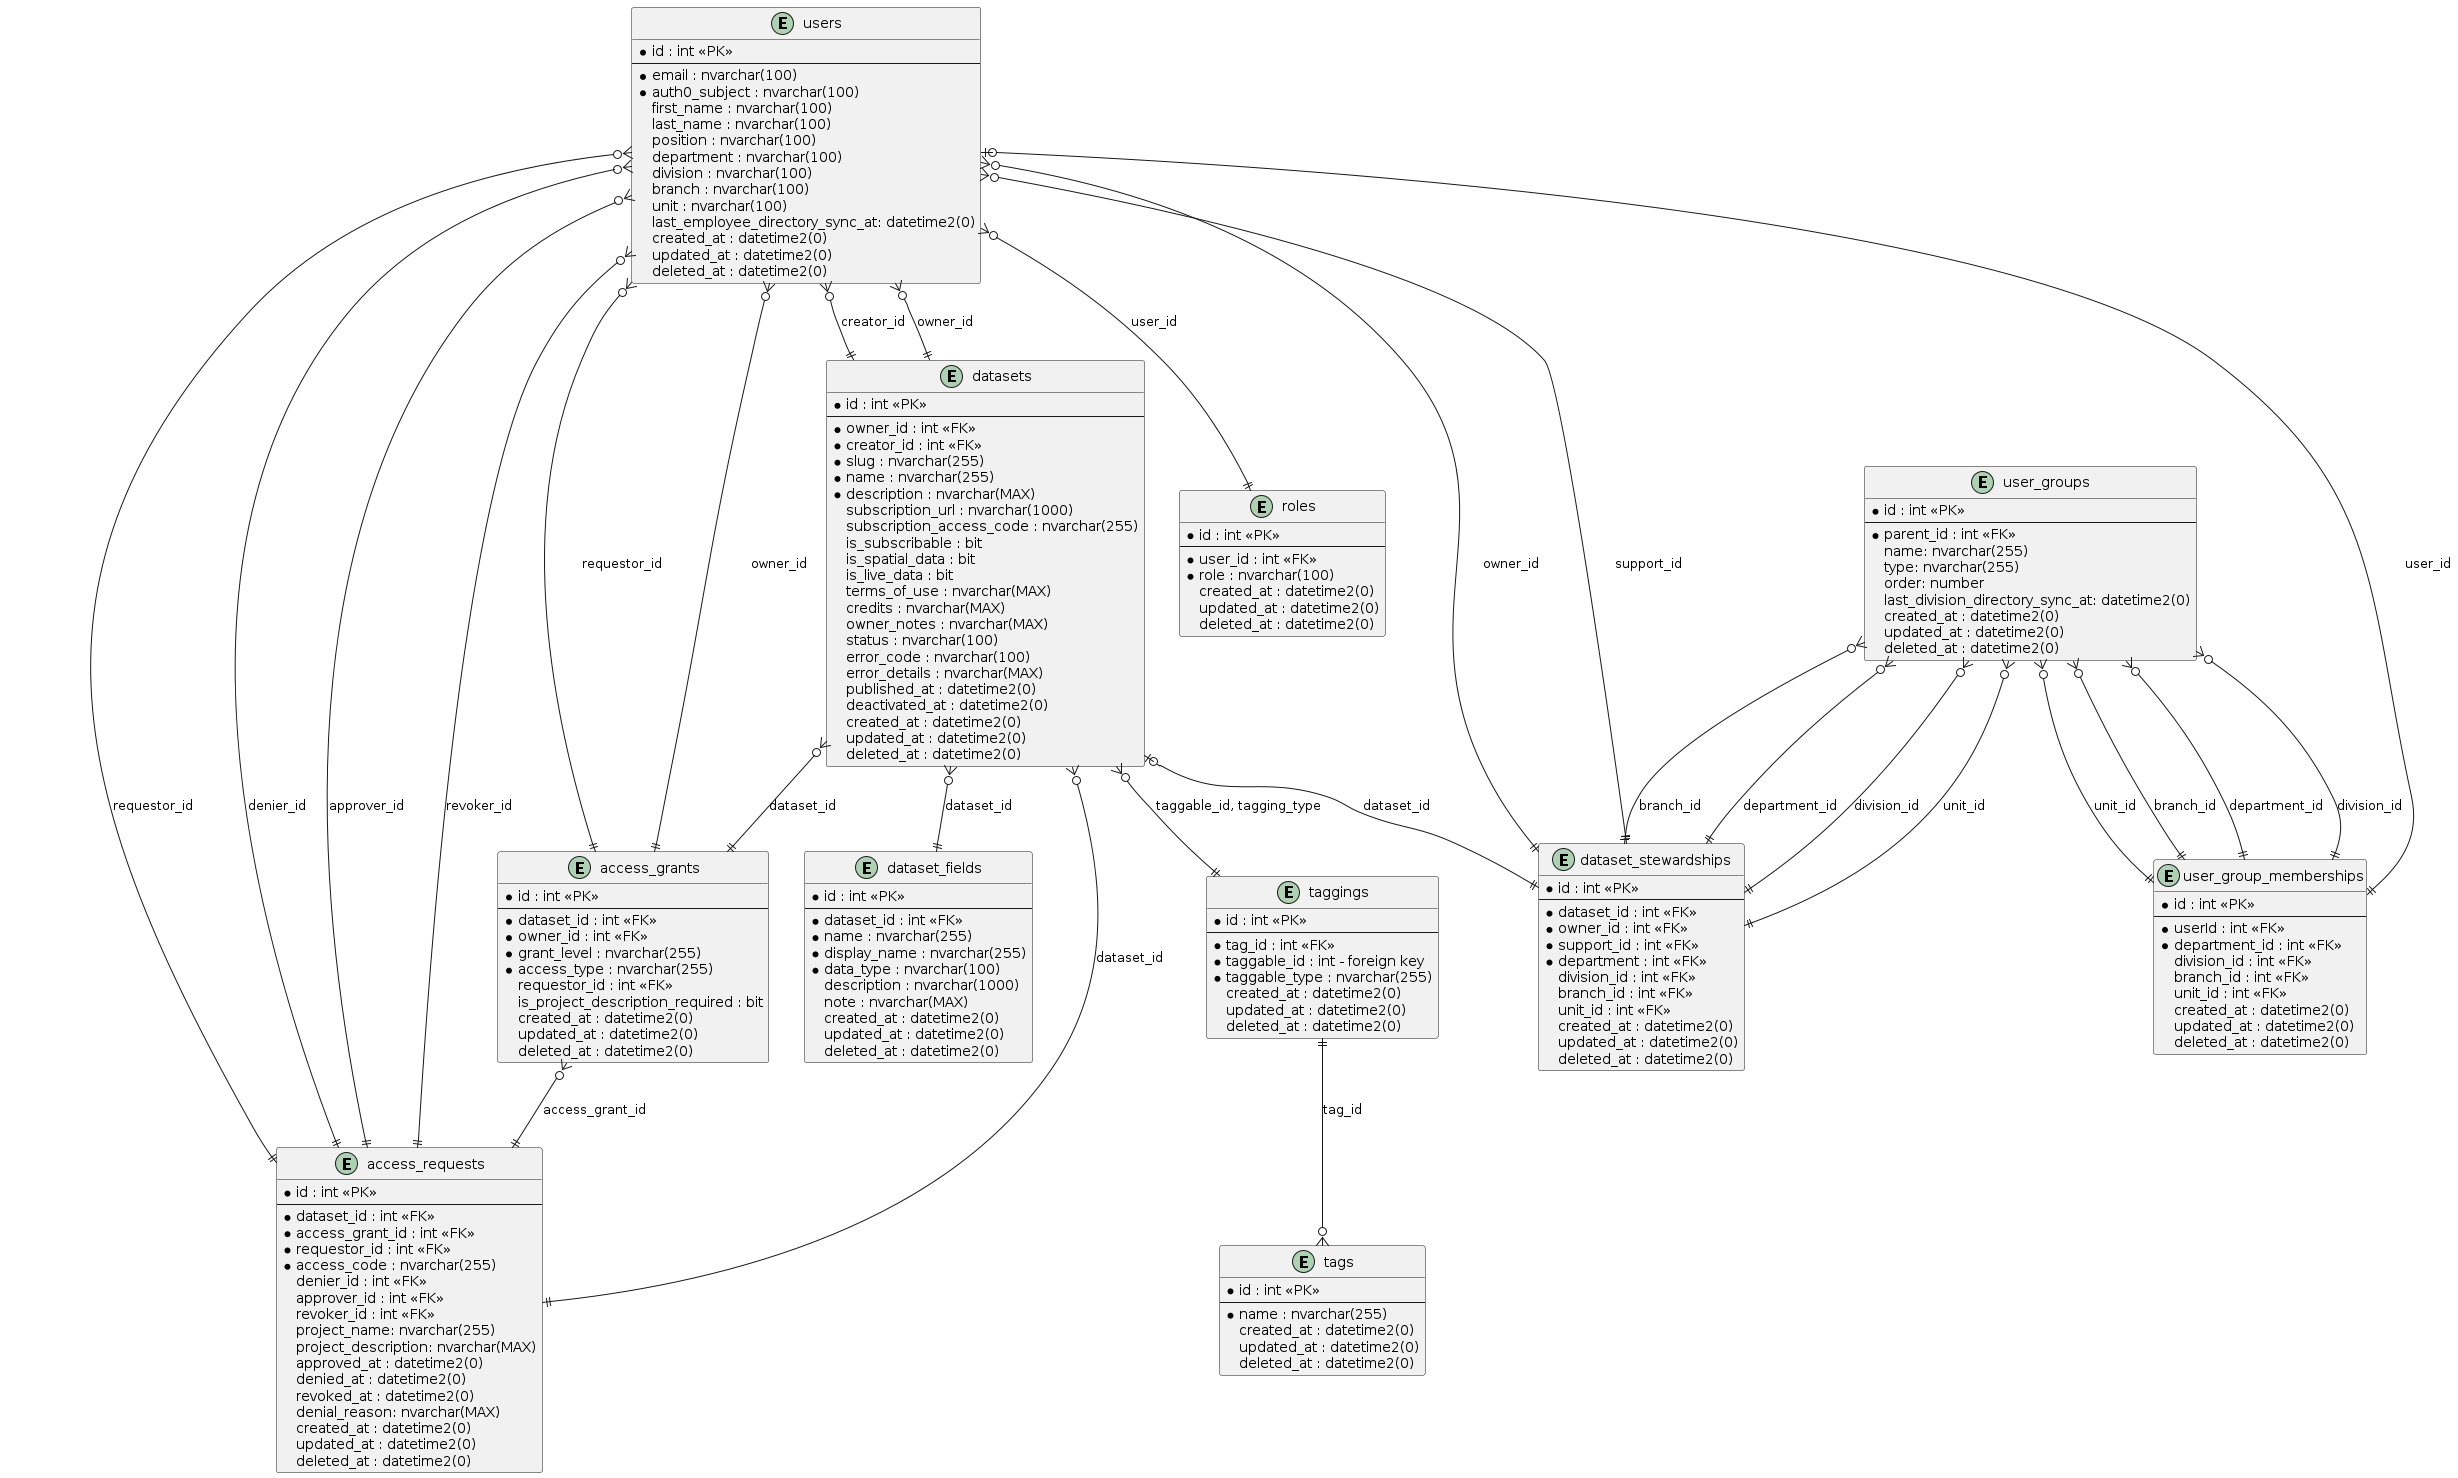 E users
id : int «PK»
email : nvarchar(100)
auth0_subject : nvarchar(100)
first_name : nvarchar(100)
last_name : nvarchar(100)
position : nvarchar(100)
department : nvarchar(100)
division : nvarchar(100)
branch : nvarchar(100)
unit : nvarchar(100)
last_employee_directory_sync_at: datetime2(0)
created_at : datetime2(0)
updated_at : datetime2(0)
deleted_at : datetime2(0)
creator_id
owner_id
user_id
E datasets
id : int «PK»
owner_id : int «FK»
creator_id : int «FK»
slug : nvarchar(255)
name : nvarchar(255)
description : nvarchar(MAX)
subscription_url : nvarchar(1000)
subscription_access_code : nvarchar(255)
is_subscribable : bit
is_spatial_data : bit
is_live_data : bit
terms_of_use : nvarchar(MAX)
credits : nvarchar(MAX)
owner_notes : nvarchar(MAX)
status : nvarchar(100)
error_code : nvarchar(100)
error_details : nvarchar(MAX)
published_at : datetime2(0)
deactivated_at : datetime2(0)
created_at : datetime2(0)
updated_at : datetime2(0)
deleted_at : datetime2(0)
E roles
id : int «PK»
user_id : int «FK»
role : nvarchar(100)
created_at : datetime2(0)
updated_at : datetime2(0)
deleted_at : datetime2(0)
E user_groups
id : int «PK»
parent_id : int «FK»
name: nvarchar(255)
type: nvarchar(255)
order: number
last_division_directory_sync_at: datetime2(0)
created_at : datetime2(0)
updated_at : datetime2(0)
deleted_at : datetime2(0)
requestor_id
owner_id
owner_id
support_id
user_id
requestor_id
denier_id
approver_id
revoker_id
dataset_id
dataset_id
taggable_id, tagging_type
dataset_id
branch_id
department_id
division_id
unit_id
unit_id
branch_id
department_id
division_id
E access_grants
id : int «PK»
dataset_id : int «FK»
owner_id : int «FK»
grant_level : nvarchar(255)
access_type : nvarchar(255)
requestor_id : int «FK»
is_project_description_required : bit
created_at : datetime2(0)
updated_at : datetime2(0)
deleted_at : datetime2(0)
E dataset_fields
id : int «PK»
dataset_id : int «FK»
name : nvarchar(255)
display_name : nvarchar(255)
data_type : nvarchar(100)
description : nvarchar(1000)
note : nvarchar(MAX)
created_at : datetime2(0)
updated_at : datetime2(0)
deleted_at : datetime2(0)
dataset_id
E taggings
id : int «PK»
tag_id : int «FK»
taggable_id : int - foreign key
taggable_type : nvarchar(255)
created_at : datetime2(0)
updated_at : datetime2(0)
deleted_at : datetime2(0)
E dataset_stewardships
id : int «PK»
dataset_id : int «FK»
owner_id : int «FK»
support_id : int «FK»
department : int «FK»
division_id : int «FK»
branch_id : int «FK»
unit_id : int «FK»
created_at : datetime2(0)
updated_at : datetime2(0)
deleted_at : datetime2(0)
E user_group_memberships
id : int «PK»
userId : int «FK»
department_id : int «FK»
division_id : int «FK»
branch_id : int «FK»
unit_id : int «FK»
created_at : datetime2(0)
updated_at : datetime2(0)
deleted_at : datetime2(0)
access_grant_id
tag_id
E access_requests
id : int «PK»
dataset_id : int «FK»
access_grant_id : int «FK»
requestor_id : int «FK»
access_code : nvarchar(255)
denier_id : int «FK»
approver_id : int «FK»
revoker_id : int «FK»
project_name: nvarchar(255)
project_description: nvarchar(MAX)
approved_at : datetime2(0)
denied_at : datetime2(0)
revoked_at : datetime2(0)
denial_reason: nvarchar(MAX)
created_at : datetime2(0)
updated_at : datetime2(0)
deleted_at : datetime2(0)
E tags
id : int «PK»
name : nvarchar(255)
created_at : datetime2(0)
updated_at : datetime2(0)
deleted_at : datetime2(0)